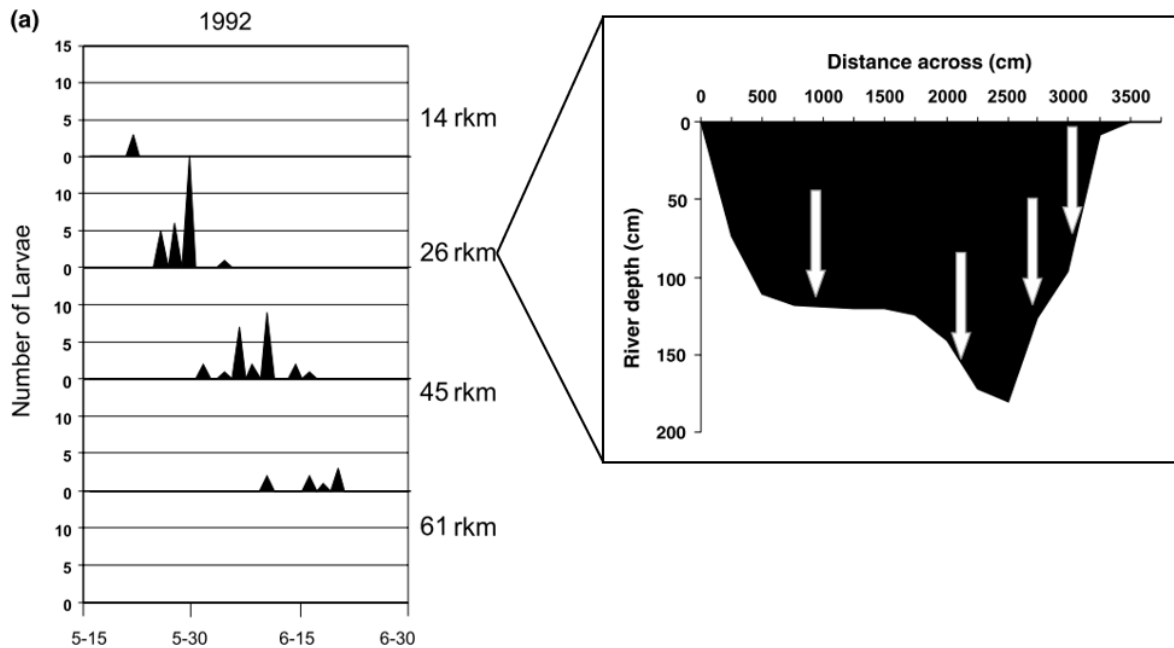 (a)
1992
Number of Larvae
15
10
5
0
10
5
0
10
5
0
10
5
0
10
5
0
5-15 5-30 6-15 6-30
14 rkm
26 rkm
45 rkm
61 rkm
Distance across (cm)
0 500 1000 1500 2000 2500 3000 3500
River depth (cm)
0
50
100
150
200